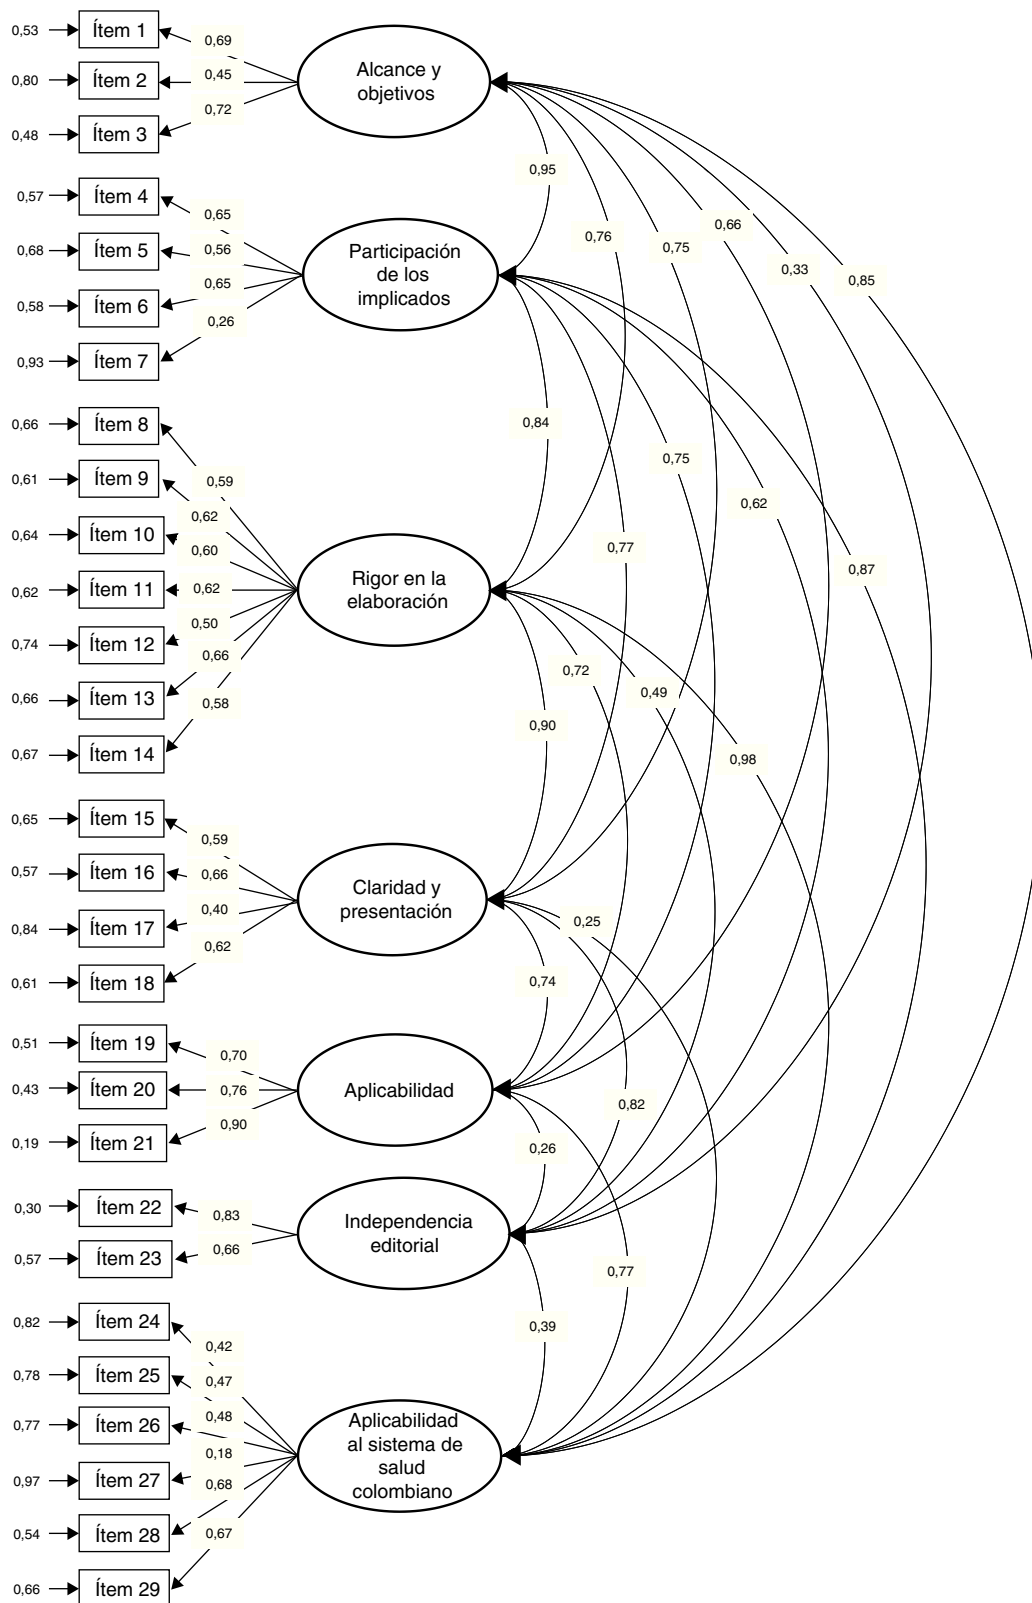 0,53
Ítem 1
0,69
0,80
Ítem 2
0,45
0,48
Ítem 3
0,72
Alcance y
objetivos
0,57
Ítem 4
0,65
0,68
Ítem 5
0,56
0,58
Ítem 6
0,65
0,93
Ítem 7
0,26
Participación
de los
implicados
0,66
Ítem 8
0,59
0,61
Ítem 9
0,62
0,64
Ítem 10
0,60
0,62
Ítem 11
0,62
0,74
Ítem 12
0,50
0,66
Ítem 13
0,66
0,67
Ítem 14
0,58
Rigor en la
elaboración
0,65
Ítem 15
0,59
0,57
Ítem 16
0,66
0,84
Ítem 17
0,40
0,61
Ítem 18
0,62
Claridad y
presentación
0,51
Ítem 19
0,70
0,43
Ítem 20
0,76
0,19
Ítem 21
0,90
Aplicabilidad
0,30
Ítem 22
0,83
0,57
Ítem 23
0,66
Independencia
editorial
0,82
Ítem 24
0,42
0,78
Ítem 25
0,47
0,77
Ítem 26
0,48
0,97
Ítem 27
0,18
0,54
Ítem 28
0,68
0,66
Ítem 29
0,67
Aplicabilidad
al sistema de
salud
colombiano
0,95
0,76
0,75
0,66
0,33
0,85
0,84
0,77
0,75
0,62
0,87
0,90
0,72
0,49
0,98
0,74
0,82
0,25
0,26
0,77
0,39